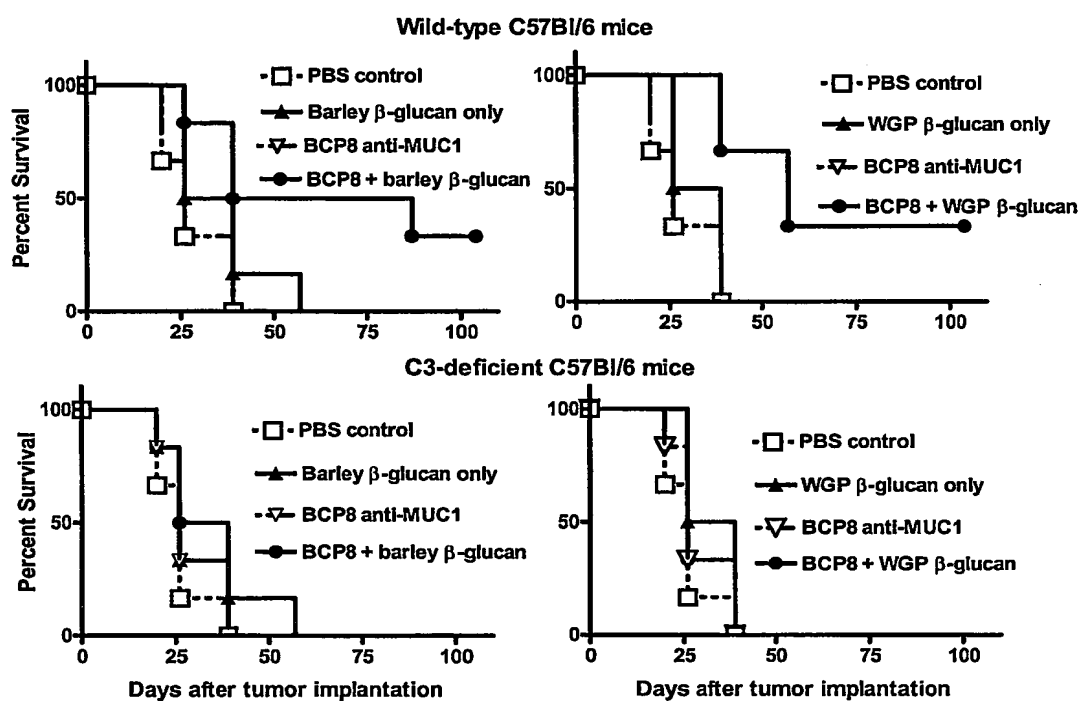 Wild-type C57Bl/6 mice
Percent Survival
100
50
0
0 25 50 75 100
PBS control
Barley β-glucan only
BCP8 anti-MUC1
BCP8 + barley β-glucan
100
50
0
0 25 50 75 100
PBS control
WGP β-glucan only
BCP8 anti-MUC1
BCP8 + WGP β-glucan
C3-deficient C57Bl/6 mice
Percent Survival
100
50
0
0 25 50 75 100
Days after tumor implantation
PBS control
Barley β-glucan only
BCP8 anti-MUC1
BCP8 + barley β-glucan
100
50
0
0 25 50 75 100
Days after tumor implantation
PBS control
WGP β-glucan only
BCP8 anti-MUC1
BCP8 + WGP β-glucan